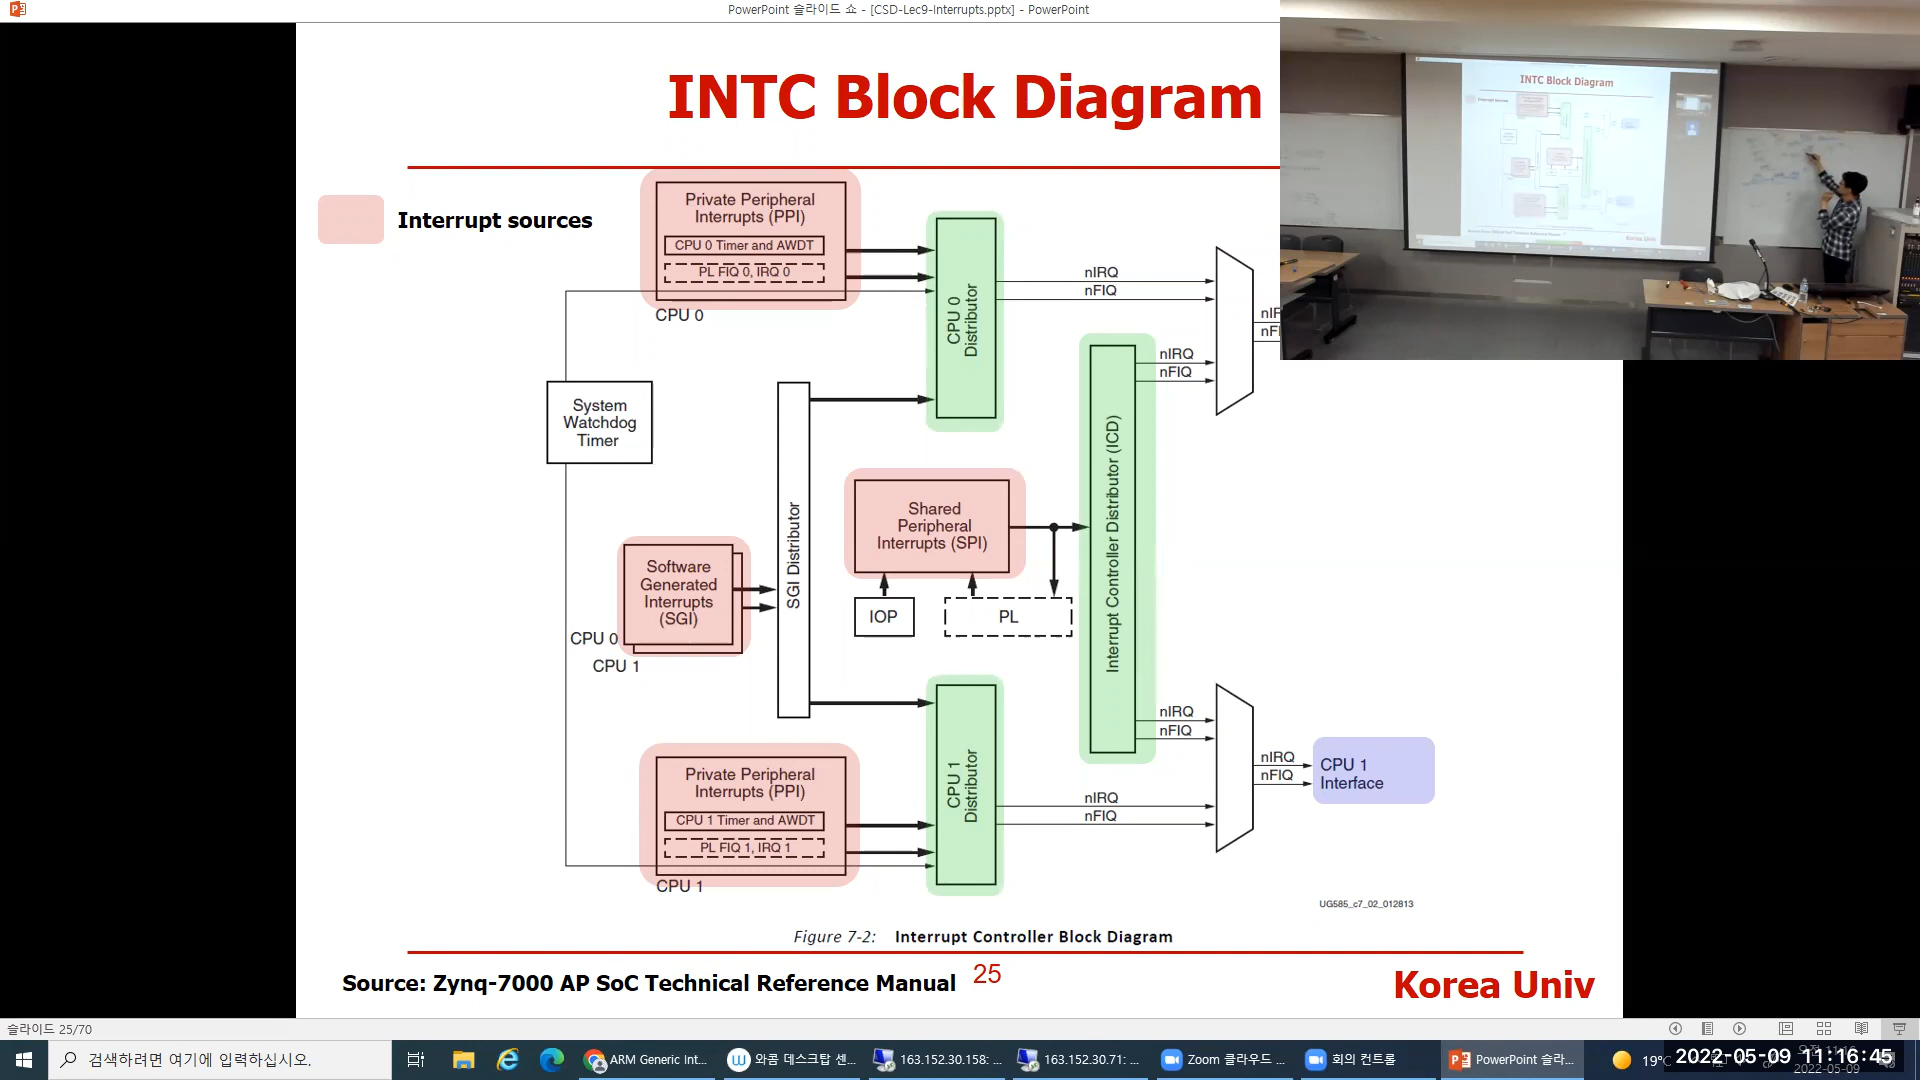 PowerPoint 슬라이드 쇼 - [CSD-Lec9-Interrupts.pptx] - PowerPoint
INTC Block Diagram
Interrupt sources
Private Peripheral
Interrupts (PPI)
CPU 0 Timer and AWDT
PL FIQ 0, IRQ 0
CPU 0
CPU 0
Distributor
nIRQ
nFIQ
nIRQ
nFIQ
System
Watchdog
Timer
SGI Distributor
Shared
Peripheral
Interrupts (SPI)
IOP
PL
Interrupt Controller Distributor (ICD)
Software
Generated
Interrupts
(SGI)
CPU 0
CPU 1
nIRQ
nFIQ
nIRQ
nFIQ
CPU 1
Interface
Private Peripheral
Interrupts (PPI)
CPU 1 Timer and AWDT
PL FIQ 1, IRQ 1
CPU 1
CPU 1
Distributor
nIRQ
nFIQ
UG585_c7_02_012813
Figure 7-2: Interrupt Controller Block Diagram
Source: Zynq-7000 AP SoC Technical Reference Manual
25
Korea Univ
INTC Block Diagram
Korea Univ
슬라이드 25/70
검색하려면 여기에 입력하십시오.
ARM Generic Int...
와콤 데스크탑 센...
163.152.30.158: ...
163.152.30.71: ...
Zoom 클라우드 ...
회의 컨트롤
PowerPoint 슬라...
19°
2022-05-09 11:16:45
2022-05-09